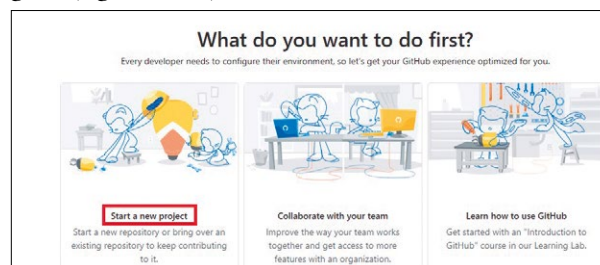 What do you want to do first?
Every developer needs to configure their environment, so let's get your GitHub experience optimized for you.
Start a new project
Start a new repository or bring over an
existing repository to keep contributing
to it.
Collaborate with your team
Improve the way your team works
together and get access to more
features with an organization.
Learn how to use GitHub
Get started with an "Introduction to
GitHub" course in our Learning Lab.